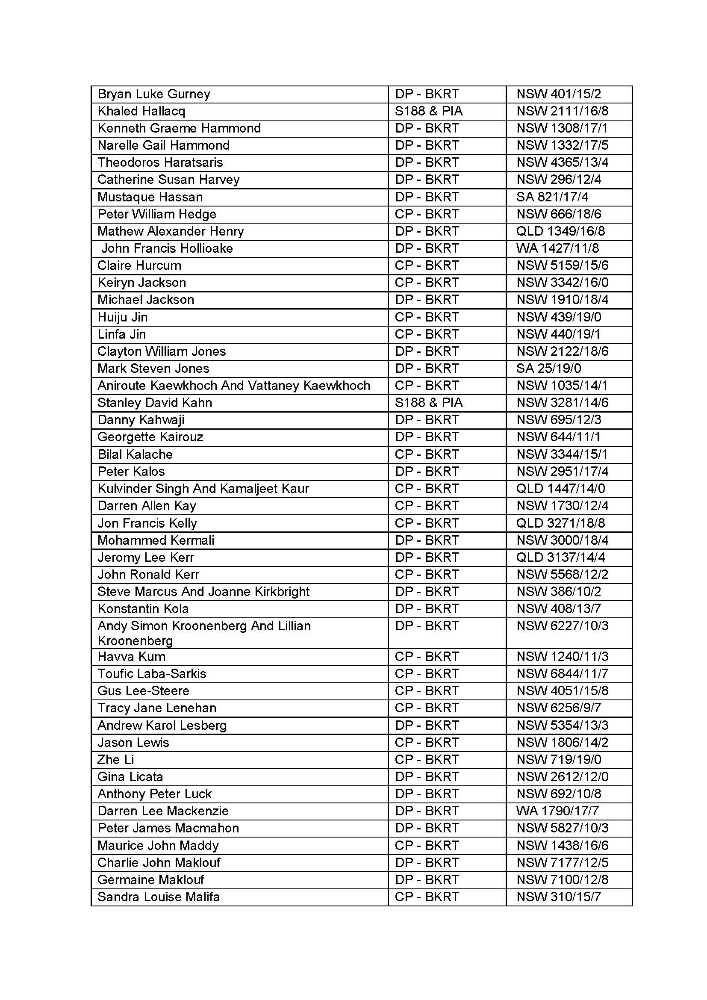 Bryan Luke Gurney DP - BKRT NSW 401/15/2
Khaled Hallacq S188 & PIA NSW 2111/16/8
Kenneth Graeme Hammond DP - BKRT NSW 1308/17/1
Narelle Gail Hammond DP - BKRT NSW 1332/17/5
Theodoros Haratsaris DP - BKRT NSW 4365/13/4
Catherine Susan Harvey DP - BKRT NSW 296/12/4
Mustaque Hassan DP - BKRT SA 821/17/4
Peter William Hedge CP - BKRT NSW 666/18/6
Mathew Alexander Henry DP - BKRT QLD 1349/16/8
John Francis Hollioake DP - BKRT WA 1427/11/8
Claire Hurcum CP - BKRT NSW 5159/15/6
Keiryn Jackson CP - BKRT NSW 3342/16/0
Michael Jackson DP - BKRT NSW 1910/18/4
Huiju Jin CP - BKRT NSW 439/19/0
Linfa Jin CP - BKRT NSW 440/19/1
Clayton William Jones DP - BKRT NSW 2122/18/6
Mark Steven Jones DP - BKRT SA 25/19/0
Aniroute Kaewkhoch And Vattaney Kaewkhoch CP - BKRT NSW 1035/14/1
Stanley David Kahn S188 & PIA NSW 3281/14/6
Danny Kahwaji DP - BKRT NSW 695/12/3
Georgette Kairouz DP - BKRT NSW 644/11/1
Bilal Kalache CP - BKRT NSW 3344/15/1
Peter Kalos DP - BKRT NSW 2951/17/4
Kulvinder Singh And Kamaljeet Kaur CP - BKRT QLD 1447/14/0
Darren Allen Kay CP - BKRT NSW 1730/12/4
Jon Francis Kelly CP - BKRT QLD 3271/18/8
Mohammed Kermali DP - BKRT NSW 3000/18/4
Jeromy Lee Kerr DP - BKRT QLD 3137/14/4
John Ronald Kerr CP - BKRT NSW 5568/12/2
Steve Marcus And Joanne Kirkbright DP - BKRT NSW 386/10/2
Konstantin Kola DP - BKRT NSW 408/13/7
Andy Simon Kroonenberg And Lillian DP - BKRT NSW 6227/10/3
Kroonenberg
Havva Kum CP - BKRT NSW 1240/11/3
Toufic Laba-Sarkis CP - BKRT NSW 6844/11/7
Gus Lee-Steere CP - BKRT NSW 4051/15/8
Tracy Jane Lenehan CP - BKRT NSW 6256/9/7
Andrew Karol Lesberg DP - BKRT NSW 5354/13/3
Jason Lewis CP - BKRT NSW 1806/14/2
Zhe Li CP - BKRT NSW 719/19/0
Gina Licata DP - BKRT NSW 2612/12/0
Anthony Peter Luck DP - BKRT NSW 692/10/8
Darren Lee Mackenzie DP - BKRT WA 1790/17/7
Peter James Macmahon DP - BKRT NSW 5827/10/3
Maurice John Maddy CP - BKRT NSW 1438/16/6
Charlie John Maklouf DP - BKRT NSW 7177/12/5
Germaine Maklouf DP - BKRT NSW 7100/12/8
Sandra Louise Malifa CP - BKRT NSW 310/15/7